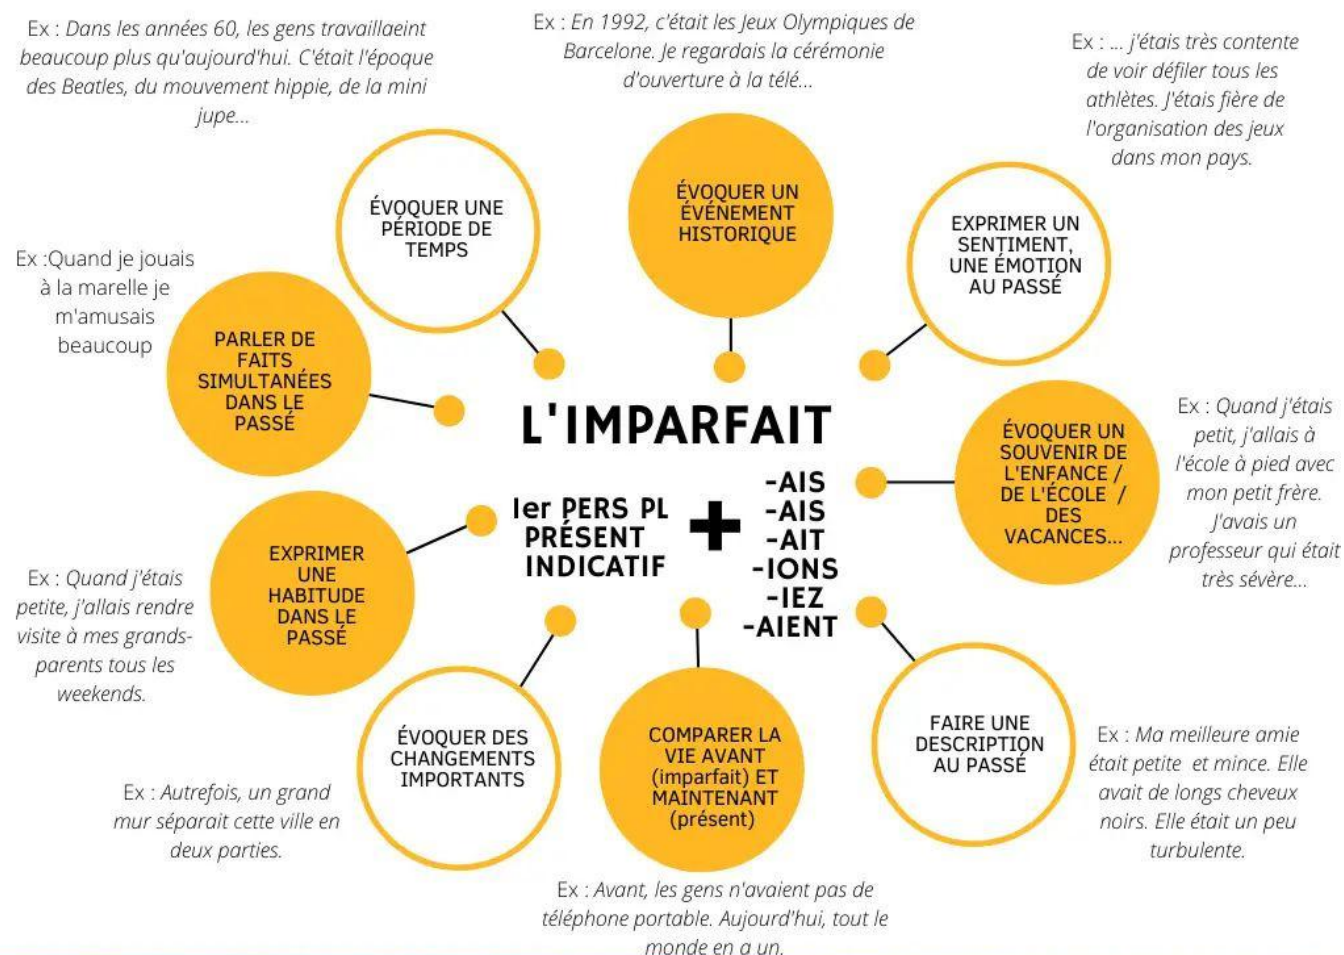 Ex : Dans les années 60, les gens travaillaeint
beaucoup plus qu'aujourd'hui. C'était l'époque
des Beatles, du mouvement hippie, de la mini
jupe...
Ex : En 1992, c'était les Jeux Olympiques de
Barcelone. Je regardais la cérémonie
d'ouverture à la télé...
Ex : ... j'étais très contente
de voir défiler tous les
athlètes. J'étais fière de
l'organisation des jeux
dans mon pays.
ÉVOQUER UNE
PÉRIODE DE
TEMPS
ÉVOQUER UN
ÉVÉNEMENT
HISTORIQUE
EXPRIMER UN
SENTIMENT,
UNE ÉMOTION
AU PASSÉ
Ex :Quand je jouais
à la marelle je
m'amusais
beaucoup
PARLER DE
FAITS
SIMULTANÉES
DANS LE
PASSÉ
L'IMPARFAIT
1er PERS PL
PRÉSENT
INDICATIF
+
-AIS
-AIS
-AIT
-IONS
-IEZ
-AIENT
ÉVOQUER UN
SOUVENIR DE
L'ENFANCE /
DE L'ÉCOLE /
DES
VACANCES...
Ex : Quand j'étais
petit, j'allais à
l'école à pied avec
mon petit frère.
J'avais un
professeur qui était
très sévère...
EXPRIMER
UNE
HABITUDE
DANS LE
PASSÉ
Ex : Quand j'étais
petite, j'allais rendre
visite à mes grands-
parents tous les
weekends.
ÉVOQUER DES
CHANGEMENTS
IMPORTANTS
Ex : Autrefois, un grand
mur séparait cette ville en
deux parties.
COMPARER LA
VIE AVANT
(imparfait) ET
MAINTENANT
(présent)
Ex : Avant, les gens n'avaient pas de
téléphone portable. Aujourd'hui, tout le
monde en a un.
FAIRE UNE
DESCRIPTION
AU PASSÉ
Ex : Ma meilleure amie
était petite et mince. Elle
avait de longs cheveux
noirs. Elle était un peu
turbulente.